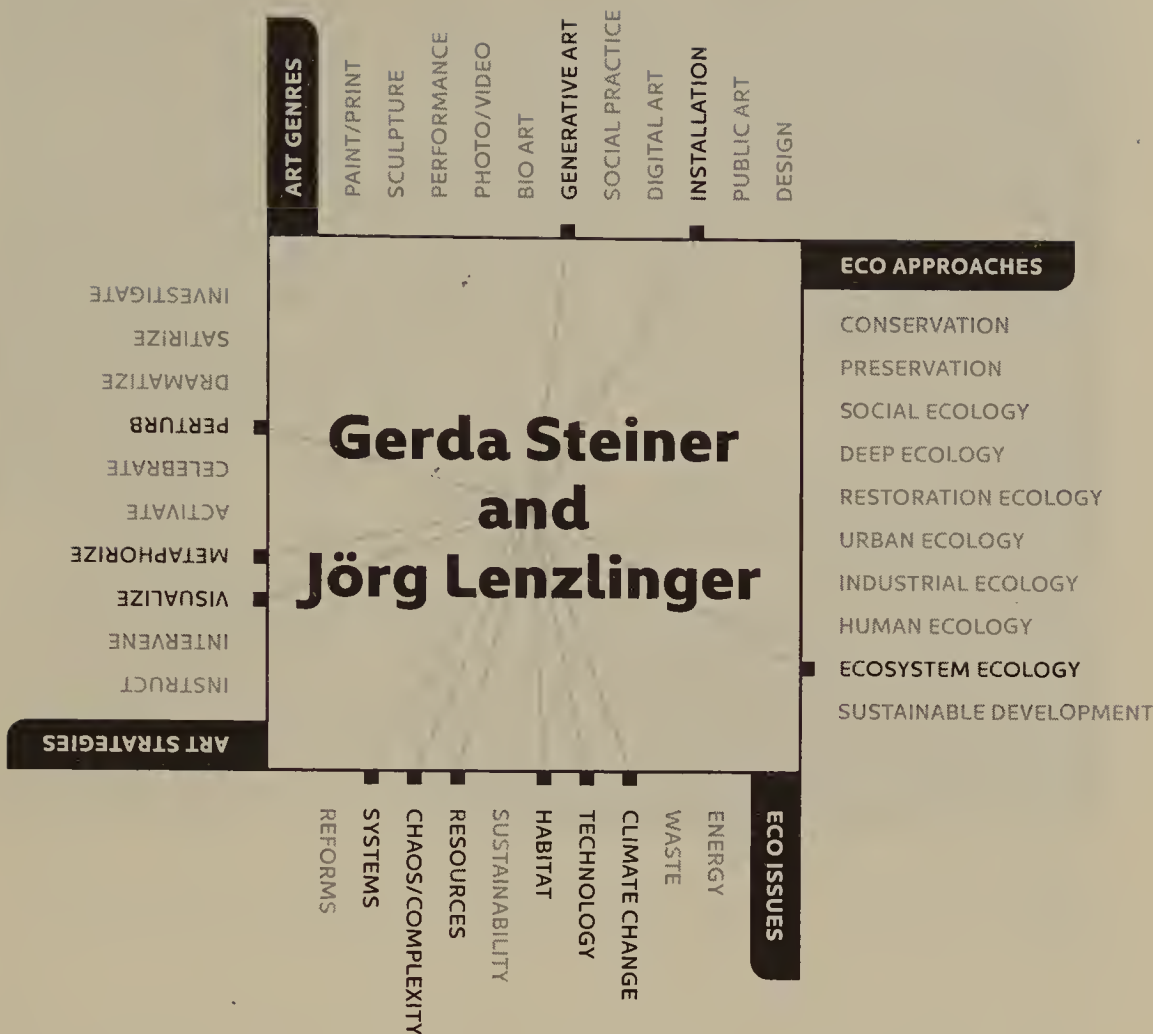 ART GENRES
PAINT/PRINT
SCULPTURE
PERFORMANCE
PHOTO/VIDEO
BIO ART
GENERATIVE ART
SOCIAL PRACTICE
DIGITAL ART
INSTALLATION
PUBLIC ART
DESIGN
ECO APPROACHES
CONSERVATION
PRESERVATION
SOCIAL ECOLOGY
DEEP ECOLOGY
RESTORATION ECOLOGY
URBAN ECOLOGY
INDUSTRIAL ECOLOGY
HUMAN ECOLOGY
ECOSYSTEM ECOLOGY
SUSTAINABLE DEVELOPMENT
ECO ISSUES
ENERGY
WASTE
CLIMATE CHANGE
TECHNOLOGY
HABITAT
SUSTAINABILITY
RESOURCES
CHAOS/COMPLEXITY
SYSTEMS
REFORMS
ART STRATEGIES
INSTRUCT
INTERVENE
VISUALIZE
METAPHORIZE
ACTIVATE
CELEBRATE
PERTURB
DRAMATIZE
SATIRIZE
INVESTIGATE
Gerda Steiner
and
Jörg Lenzlinger